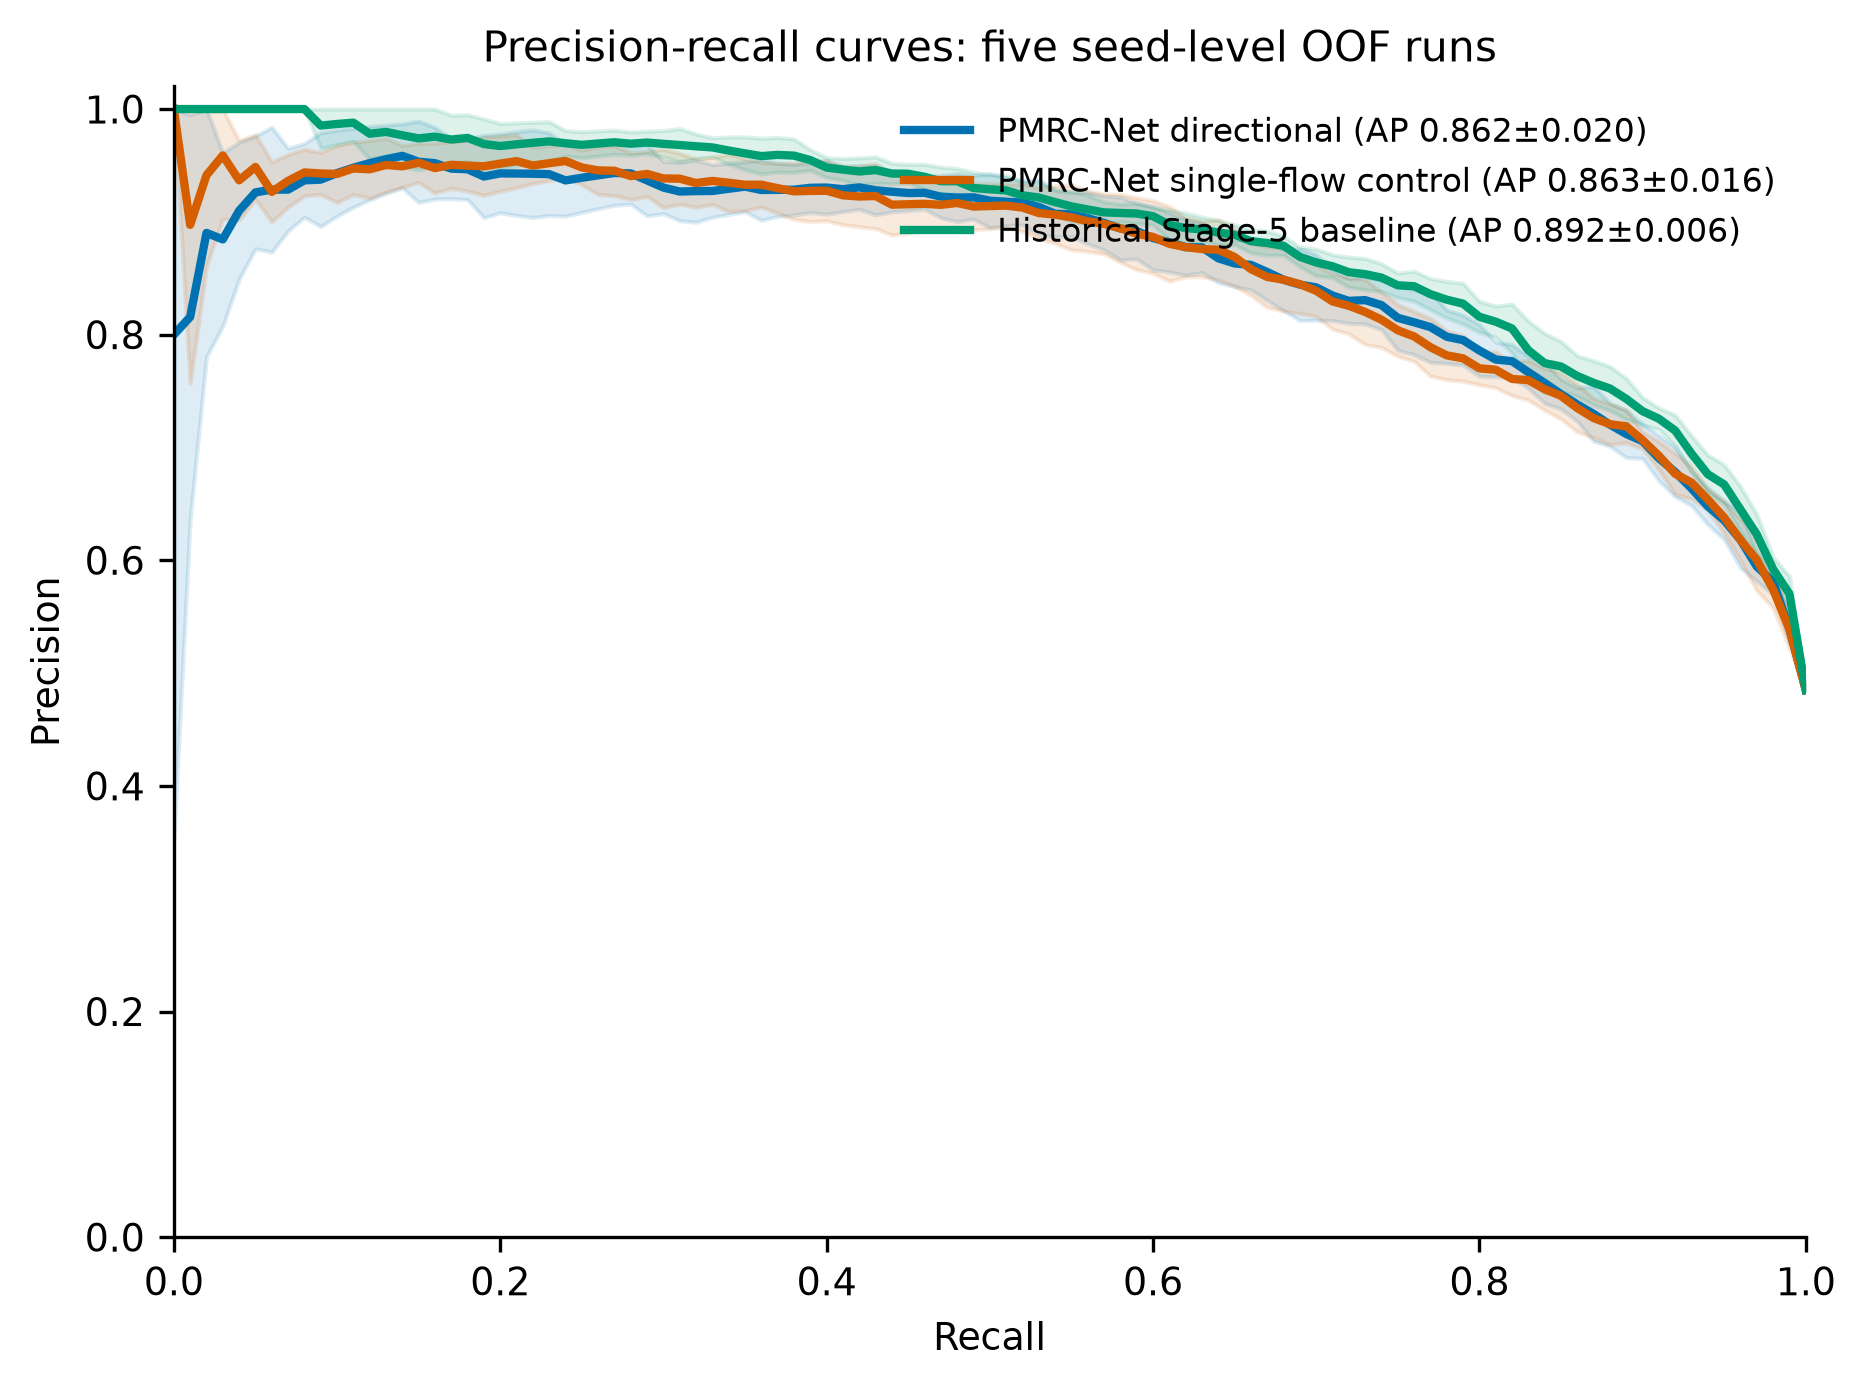 Precision-recall curves: five seed-level OOF runs
PMRC-Net directional (AP 0.862±0.020)
PMRC-Net single-flow control (AP 0.863±0.016)
Historical Stage-5 baseline (AP 0.892±0.006)
Precision
1.0
0.8
0.6
0.4
0.2
0.0
0.0 0.2 0.4 0.6 0.8 1.0
Recall